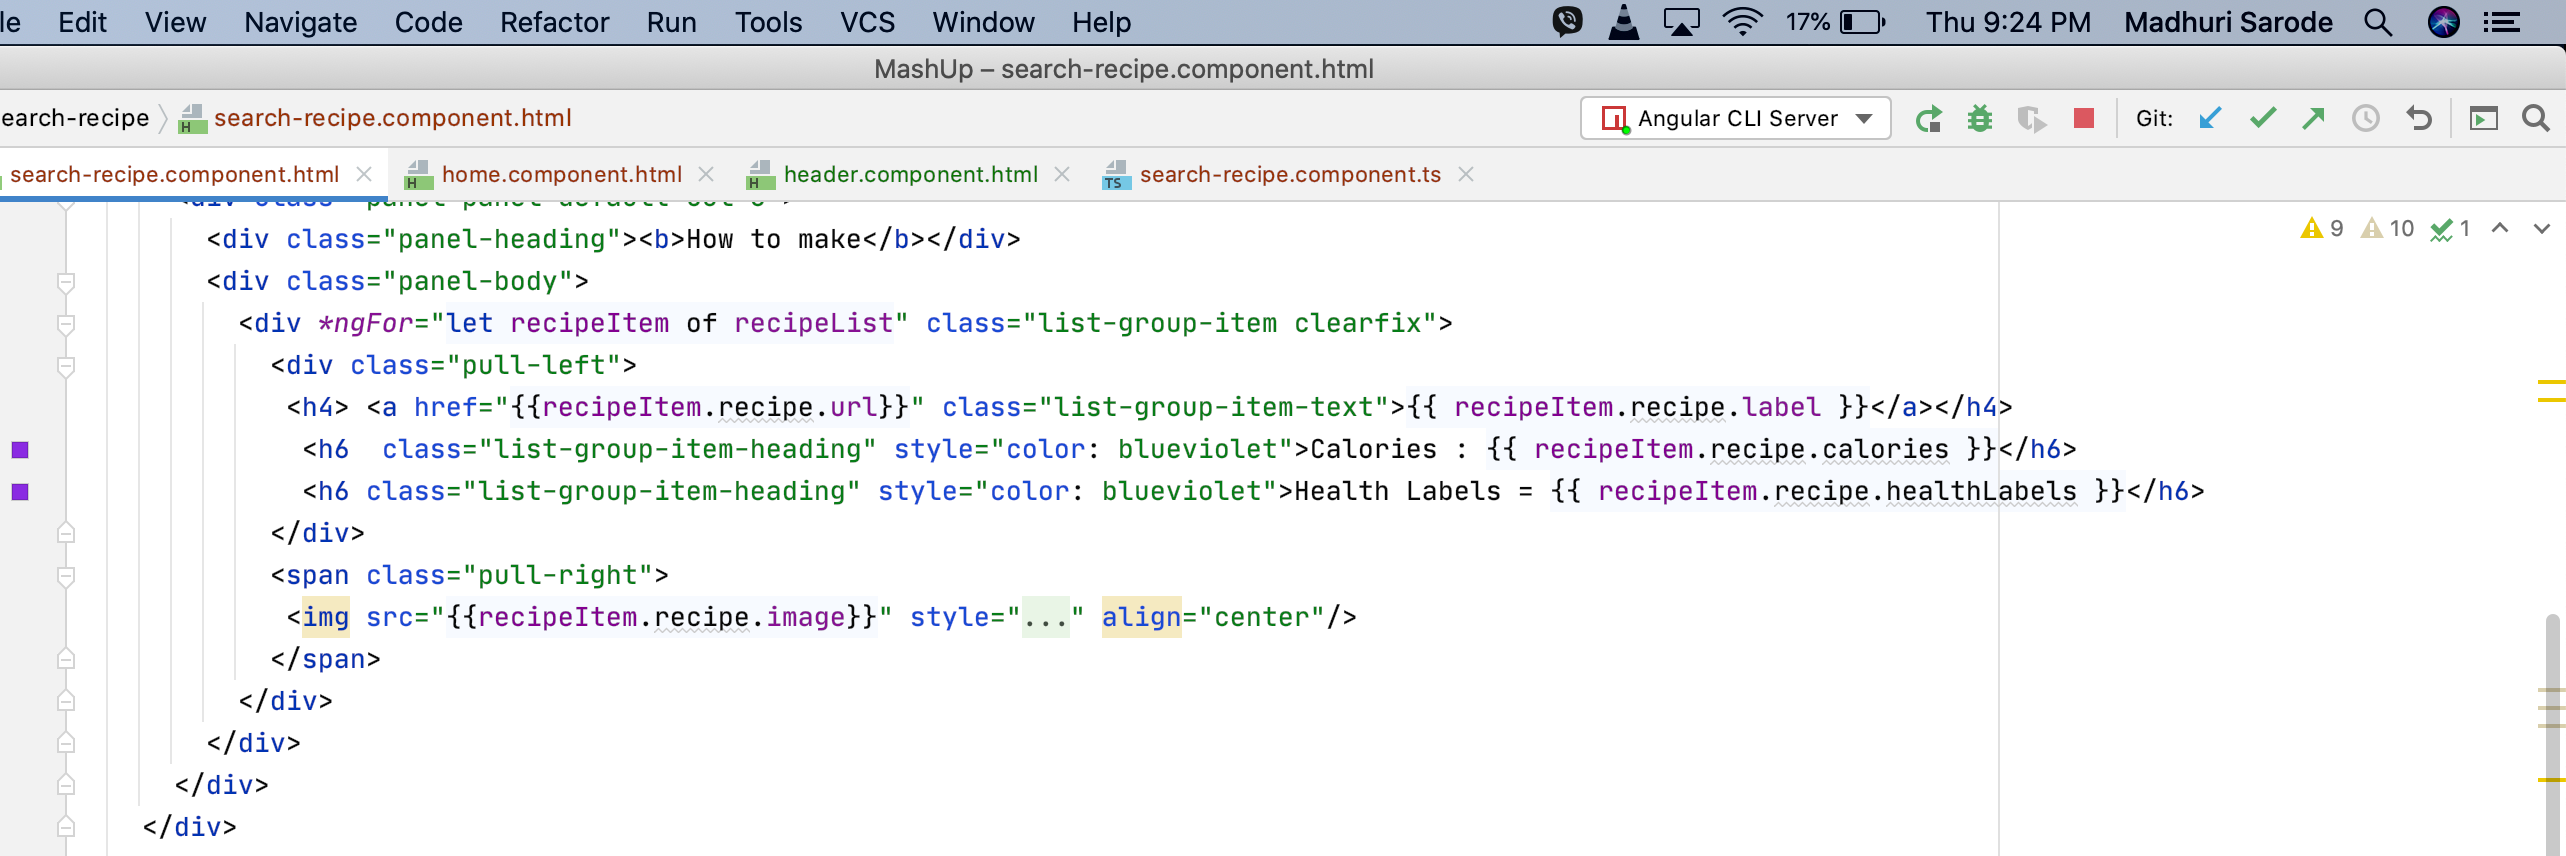 le Edit View Navigate Code Refactor Run Tools VCS Window Help 17% Thu 9:24 PM Madhuri Sarode
MashUp – search-recipe.component.html
earch-recipe search-recipe.component.html Angular CLI Server Git:
search-recipe.component.html home.component.html header.component.html search-recipe.component.ts
<div class="panel-heading"><b>How to make</b></div> 9 10 1
<div class="panel-body">
<div *ngFor="let recipeItem of recipeList" class="list-group-item clearfix">
<div class="pull-left">
<h4> <a href="{{recipeItem.recipe.url}}" class="list-group-item-text">{{ recipeItem.recipe.label }}</a></h4>
<h6  class="list-group-item-heading" style="color: blueviolet">Calories : {{ recipeItem.recipe.calories }}</h6>
<h6 class="list-group-item-heading" style="color: blueviolet">Health Labels = {{ recipeItem.recipe.healthLabels }}</h6>
</div>
<span class="pull-right">
<img src="{{recipeItem.recipe.image}}" style="..." align="center"/>
</span>
</div>
</div>
</div>
</div>